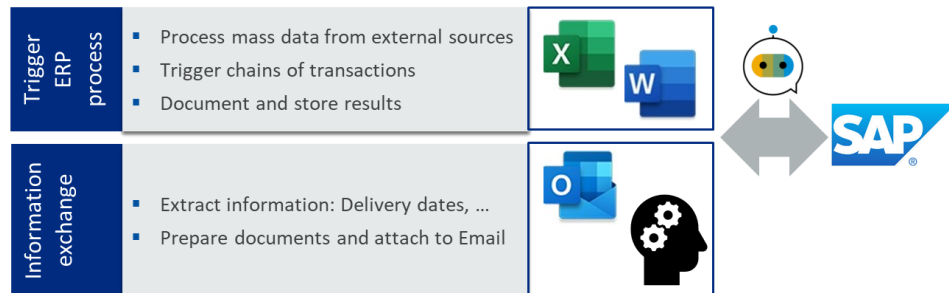 Trigger
ERP
process
Process mass data from external sources
Trigger chains of transactions
Document and store results
X
W
SAP
®
Information
exchange
Extract information: Delivery dates, ...
Prepare documents and attach to Email
O